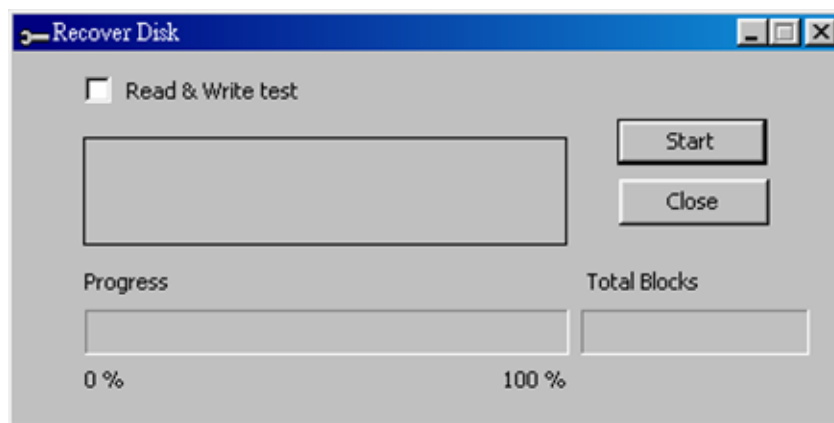 Recover Disk
Read & Write test
Start
Close
Progress
Total Blocks
0 %
100 %